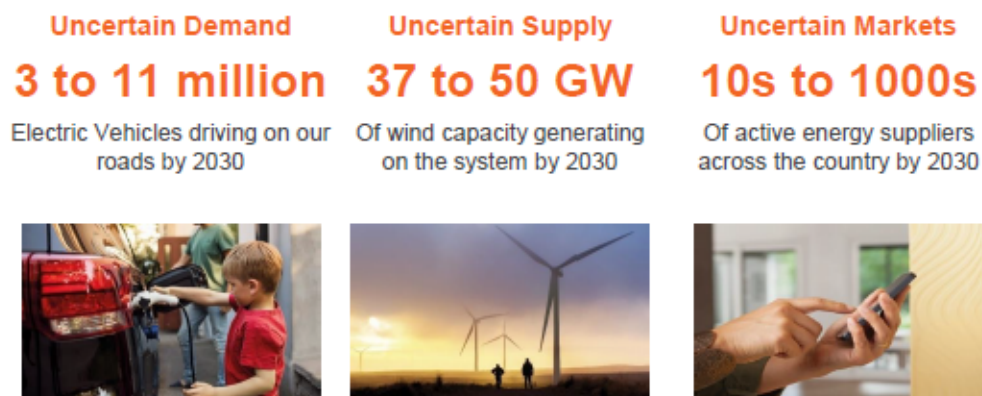 Uncertain Demand
3 to 11 million
Electric Vehicles driving on our
roads by 2030
Uncertain Supply
37 to 50 GW
Of wind capacity generating
on the system by 2030
Uncertain Markets
10s to 1000s
Of active energy suppliers
across the country by 2030